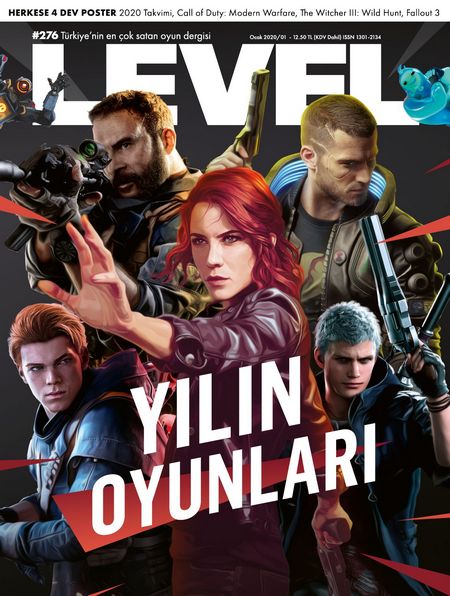 HERKESE 4 DEV POSTER 2020 Takvimi, Call of Duty: Modern Warfare, The Witcher III: Wild Hunt, Fallout 3
#276 Türkiye'nin en çok satan oyun dergisi
Ocak 2020/01 - 12.50 TL (KDV Dahil) ISSN 1301-2134
LEVEL
YILIN
OYUNLARI